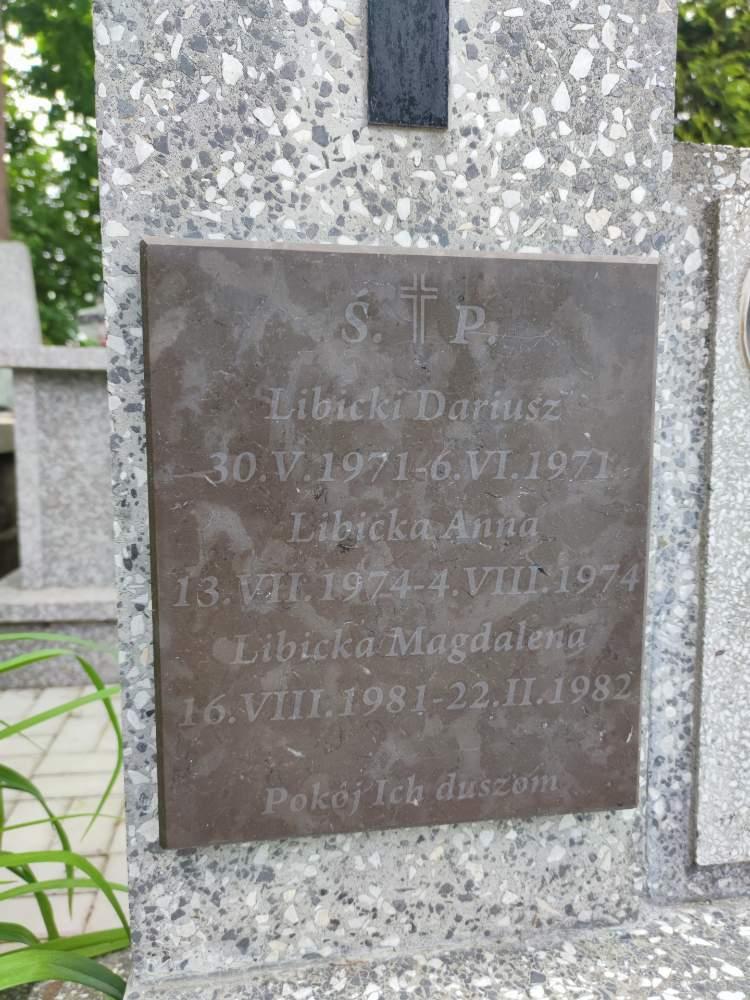 Ś. P.
Libicki Dariusz
30.V.1971-6.VI.1971
Libicka Anna
13.VII.1974-4.VIII.1974
Libicka Magdalena
16.VIII.1981-22.II.1982
Pokój Ich duszom